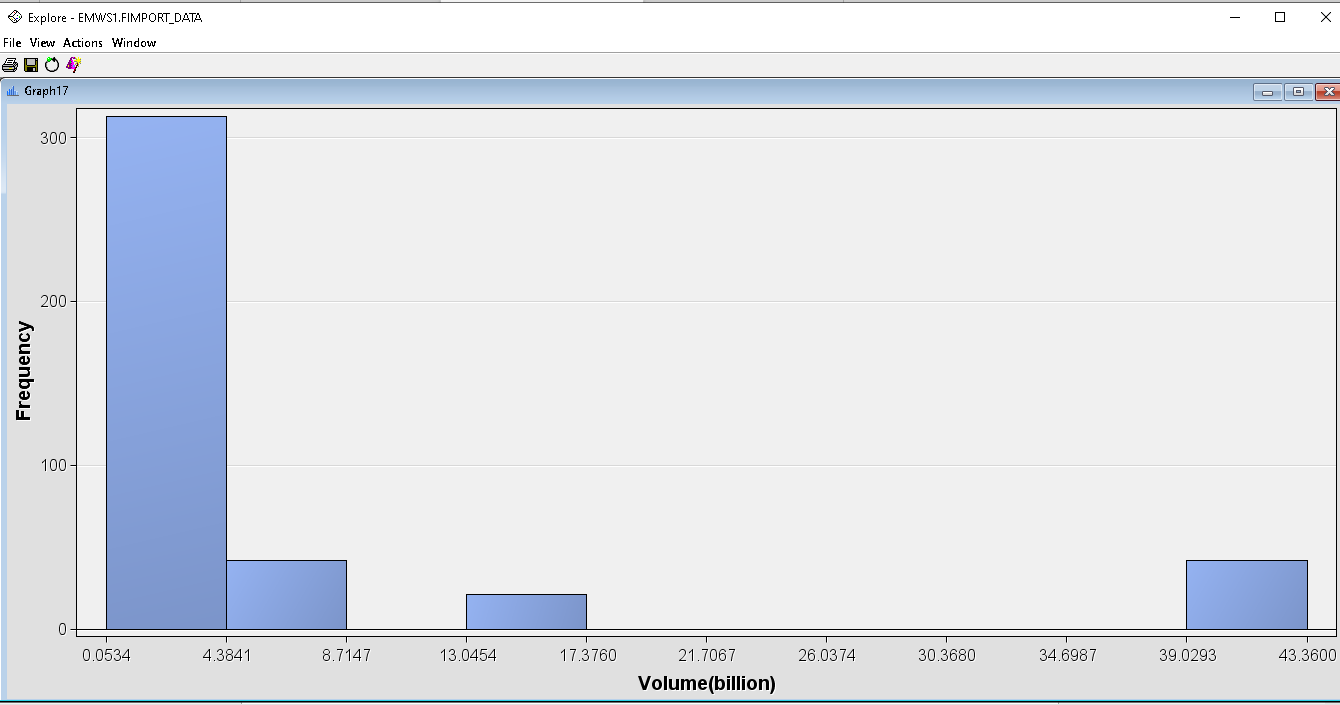 Explore - EMWS1.FIMPORT_DATA
File View Actions Window
Graph17
300
200
100
0
Frequency
0.0534 4.3841 8.7147 13.0454 17.3760 21.7067 26.0374 30.3680 34.6987 39.0293 43.3600
Volume(billion)